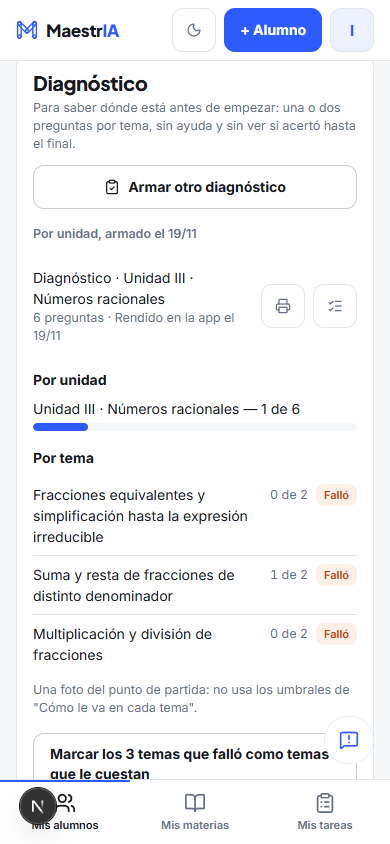 MaestrIA
+ Alumno
I
Diagnóstico
Para saber dónde está antes de empezar: una o dos
preguntas por tema, sin ayuda y sin ver si acertó hasta
el final.
Armar otro diagnóstico
Por unidad, armado el 19/11
Diagnóstico · Unidad III ·
Números racionales
6 preguntas · Rendido en la app el
19/11
Por unidad
Unidad III · Números racionales — 1 de 6
Por tema
Fracciones equivalentes y
simplificación hasta la expresión
irreducible
0 de 2
Falló
Suma y resta de fracciones de
distinto denominador
1 de 2
Falló
Multiplicación y división de
fracciones
0 de 2
Falló
Una foto del punto de partida: no usa los umbrales de
"Cómo le va en cada tema".
Marcar los 3 temas que falló como temas
que le cuestan
N
Mis alumnos
Mis materias
Mis tareas